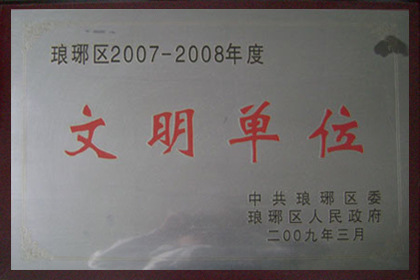 琅琊区2007-2008年度
文明单位
中共琅琊区委
琅琊区人民政府
二00九年三月